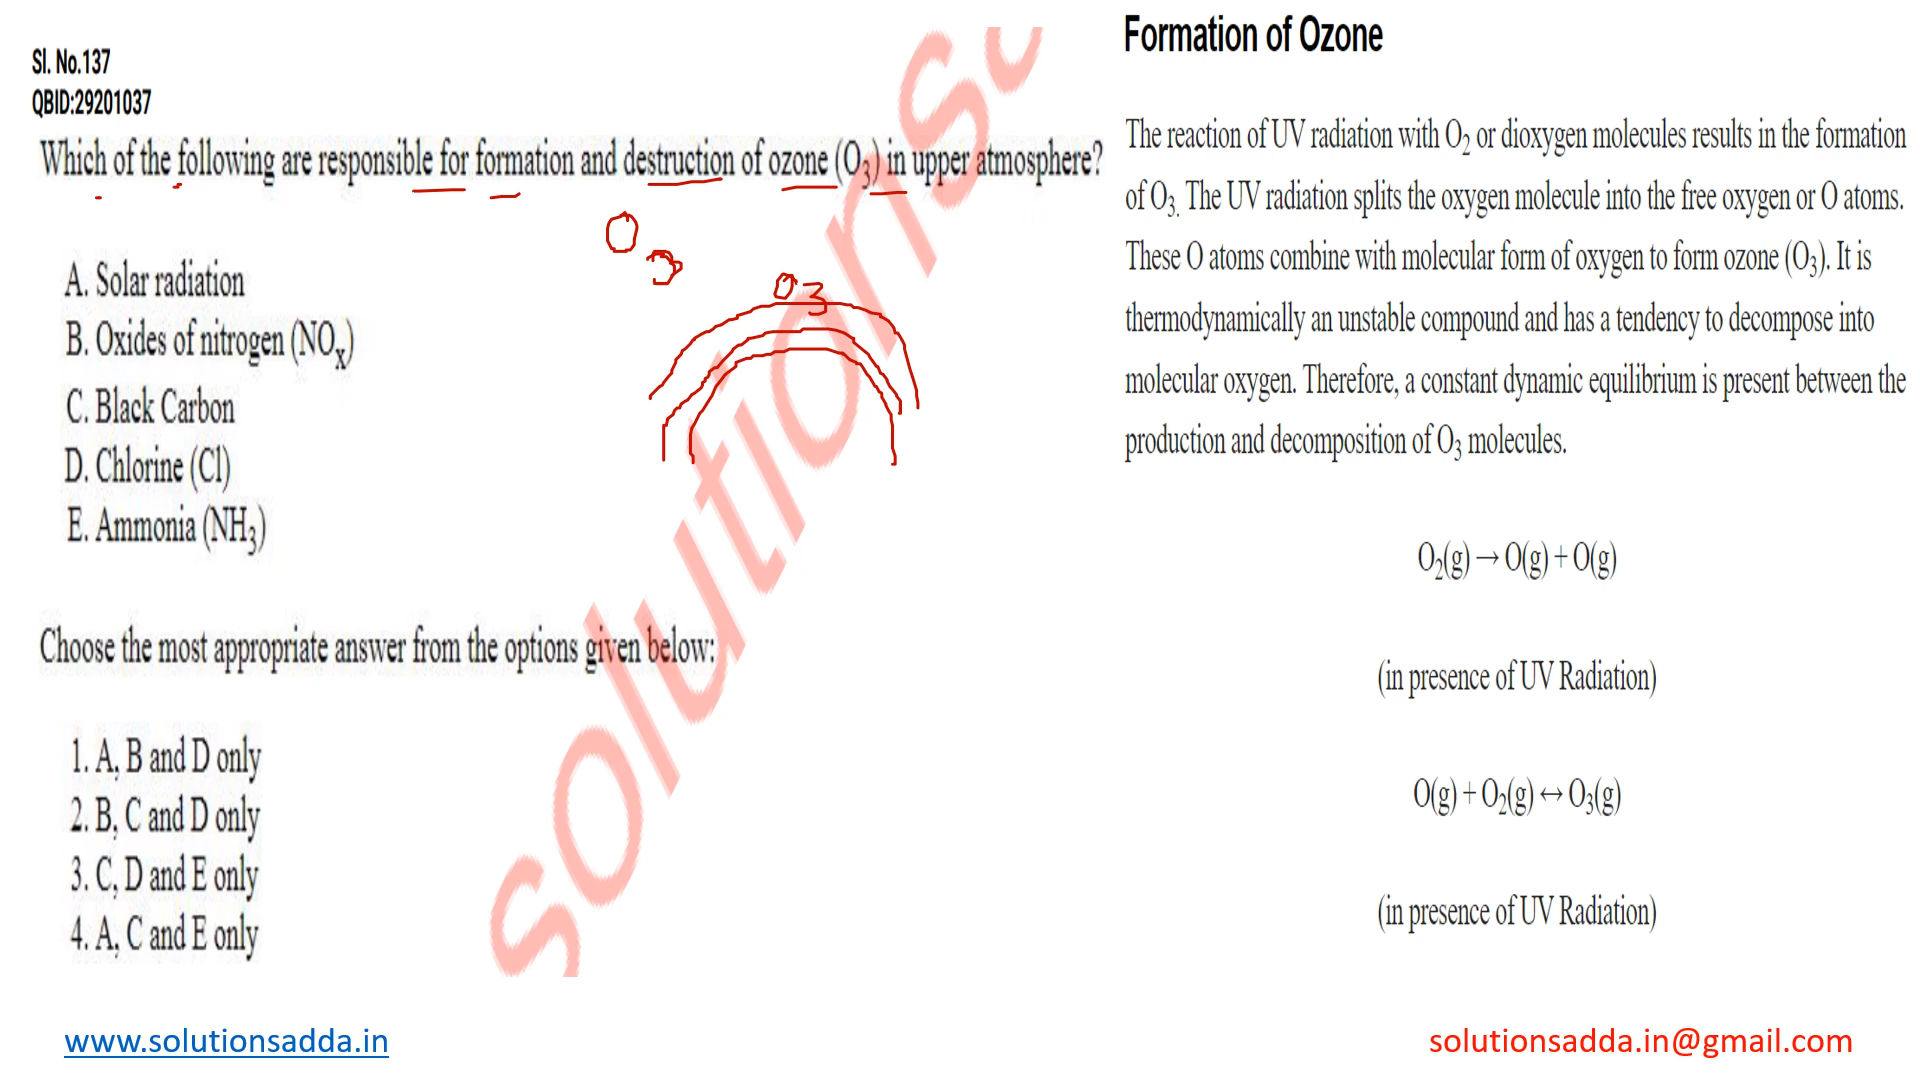 Sl. No.137
QBID:29201037
Which of the following are responsible for formation and destruction of ozone (O₃) in upper atmosphere?
O3
O3
A. Solar radiation
B. Oxides of nitrogen (NOₓ)
C. Black Carbon
D. Chlorine (Cl)
E. Ammonia (NH₃)
Choose the most appropriate answer from the options given below:
1. A, B and D only
2. B, C and D only
3. C, D and E only
4. A, C and E only
www.solutionsadda.in
Formation of Ozone
The reaction of UV radiation with O₂ or dioxygen molecules results in the formation
of O₃. The UV radiation splits the oxygen molecule into the free oxygen or O atoms.
These O atoms combine with molecular form of oxygen to form ozone (O₃). It is
thermodynamically an unstable compound and has a tendency to decompose into
molecular oxygen. Therefore, a constant dynamic equilibrium is present between the
production and decomposition of O₃ molecules.
O₂(g) → O(g) + O(g)
(in presence of UV Radiation)
O(g) + O₂(g) ↔ O₃(g)
(in presence of UV Radiation)
solutionsadda.in@gmail.com
solutions